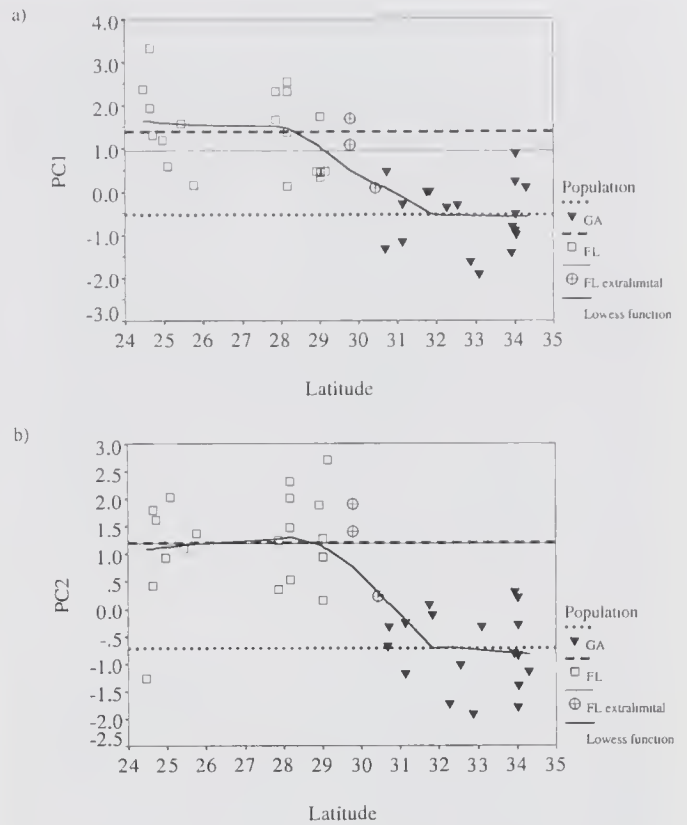 a)
4.0
3.0
2.0
1.0
0.0
-1.0
-2.0
-3.0
PC1
24 25 26 27 28 29 30 31 32 33 34 35
Latitude
Population
GA
FL
FL extralimital
Lowess function
b)
3.0
2.5
2.0
1.5
1.0
.5
0.0
-.5
-1.0
-1.5
-2.0
-2.5
PC2
24 25 26 27 28 29 30 31 32 33 34 35
Latitude
Population
GA
FL
FL extralimital
Lowess function